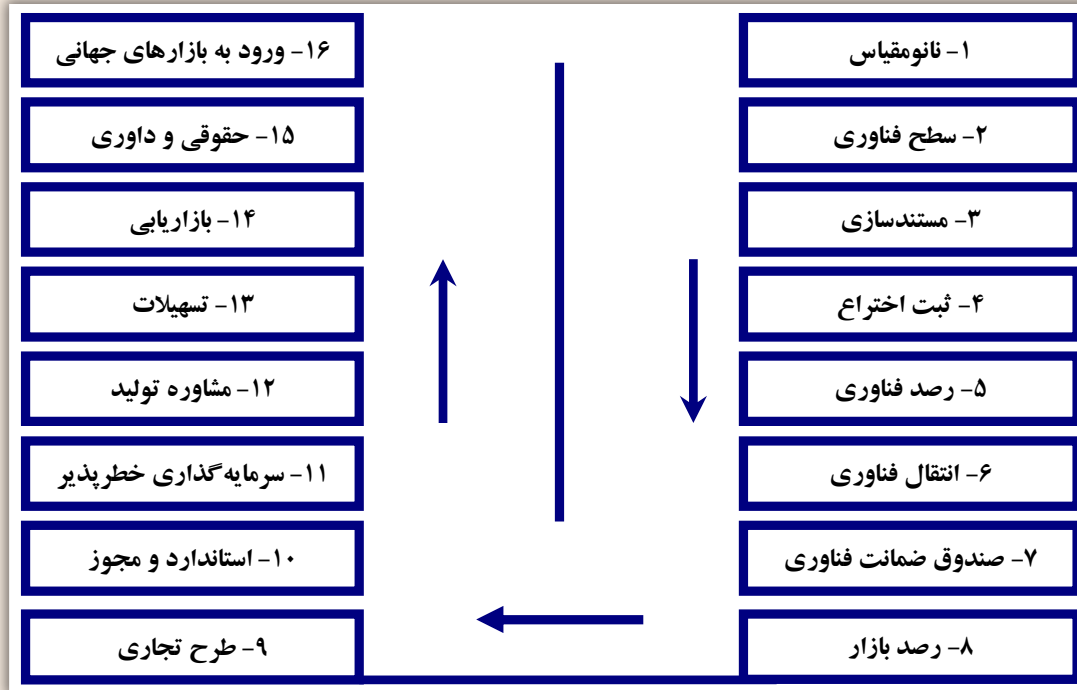 ۱- نانومقیاس
۲- سطح فناوری
۳- مستندسازی
۴- ثبت اختراع
۵- رصد فناوری
۶- انتقال فناوری
۷- صندوق ضمانت فناوری
۸- رصد بازار
۹- طرح تجاری
۱۰- استاندارد و مجوز
۱۱- سرمایه‌گذاری خطرپذیر
۱۲- مشاوره تولید
۱۳- تسهیلات
۱۴- بازاریابی
۱۵- حقوقی و داوری
۱۶- ورود به بازارهای جهانی